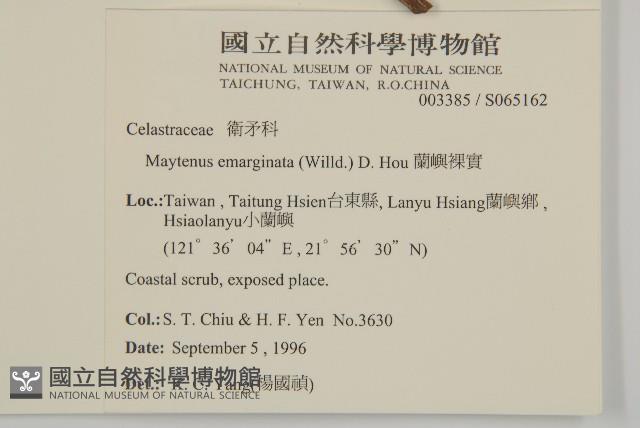 國立自然科學博物館
NATIONAL MUSEUM OF NATURAL SCIENCE
TAICHUNG, TAIWAN, R.O.CHINA
003385 / S065162
Celastraceae 衛矛科
Maytenus emarginata (Willd.) D. Hou 蘭嶼裸實
Loc.:Taiwan , Taitung Hsien台東縣, Lanyu Hsiang蘭嶼鄉 ,
Hsiaolanyu小蘭嶼
(121° 36’ 04” E , 21° 56’ 30” N)
Coastal scrub, exposed place.
Col.: S. T. Chiu & H. F. Yen No.3630
Date: September 5 , 1996
Det.: K. C. Yang(楊國禎)
國立自然科學博物館
NATIONAL MUSEUM OF NATURAL SCIENCE